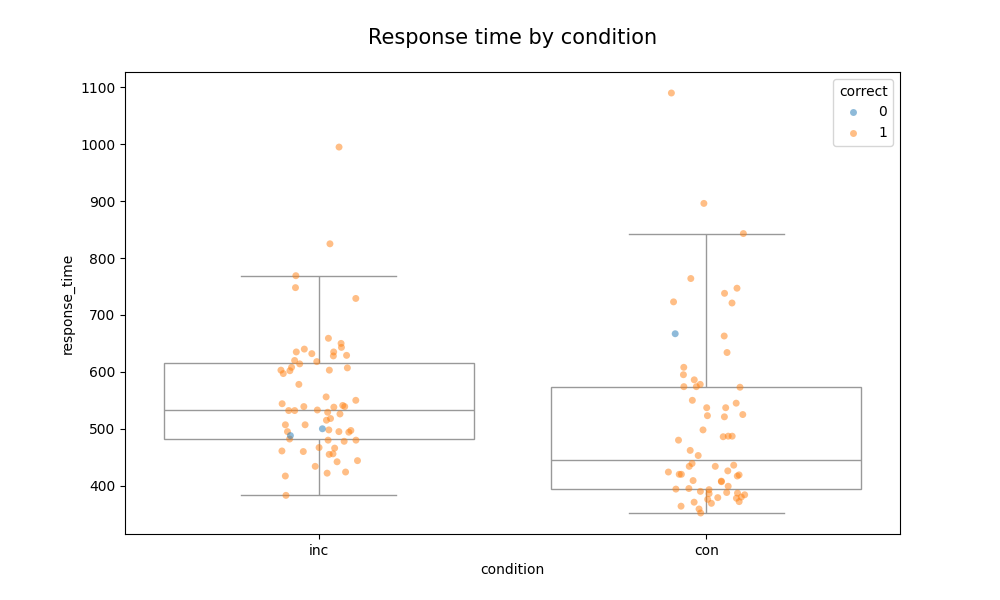 Response time by condition
correct
0
1
1100
1000
900
800
700
600
500
400
response_time
inc
con
condition